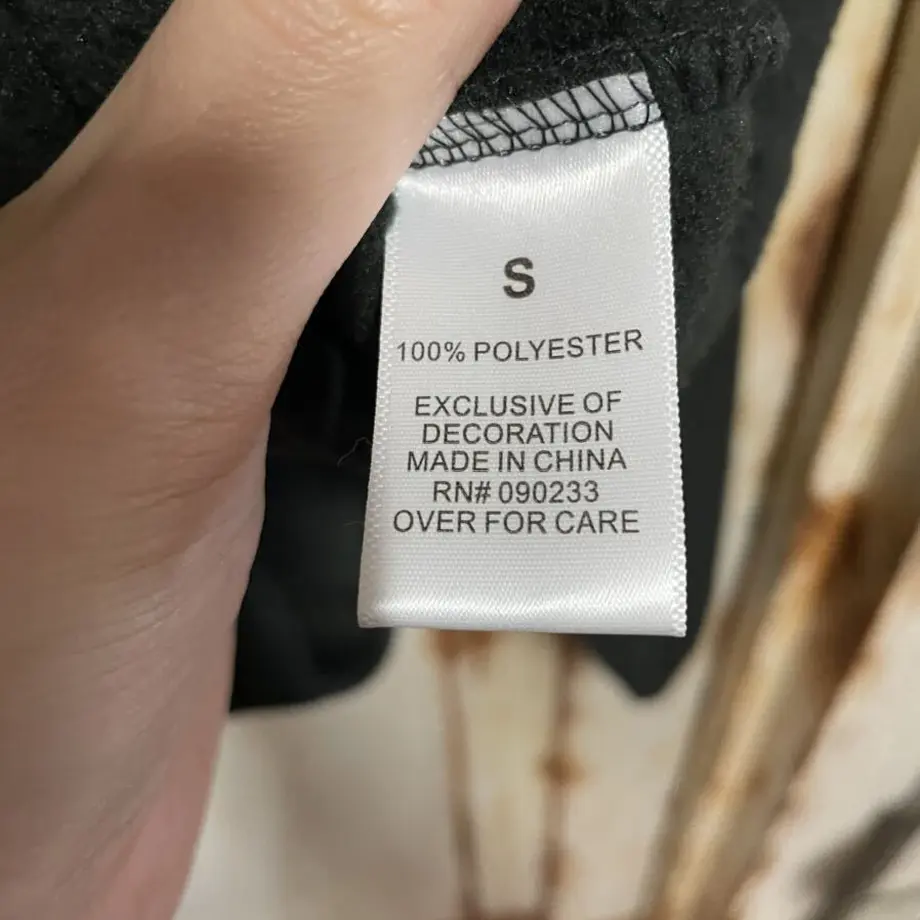 S
100% POLYESTER
EXCLUSIVE OF
DECORATION
MADE IN CHINA
RN# 090233
OVER FOR CARE